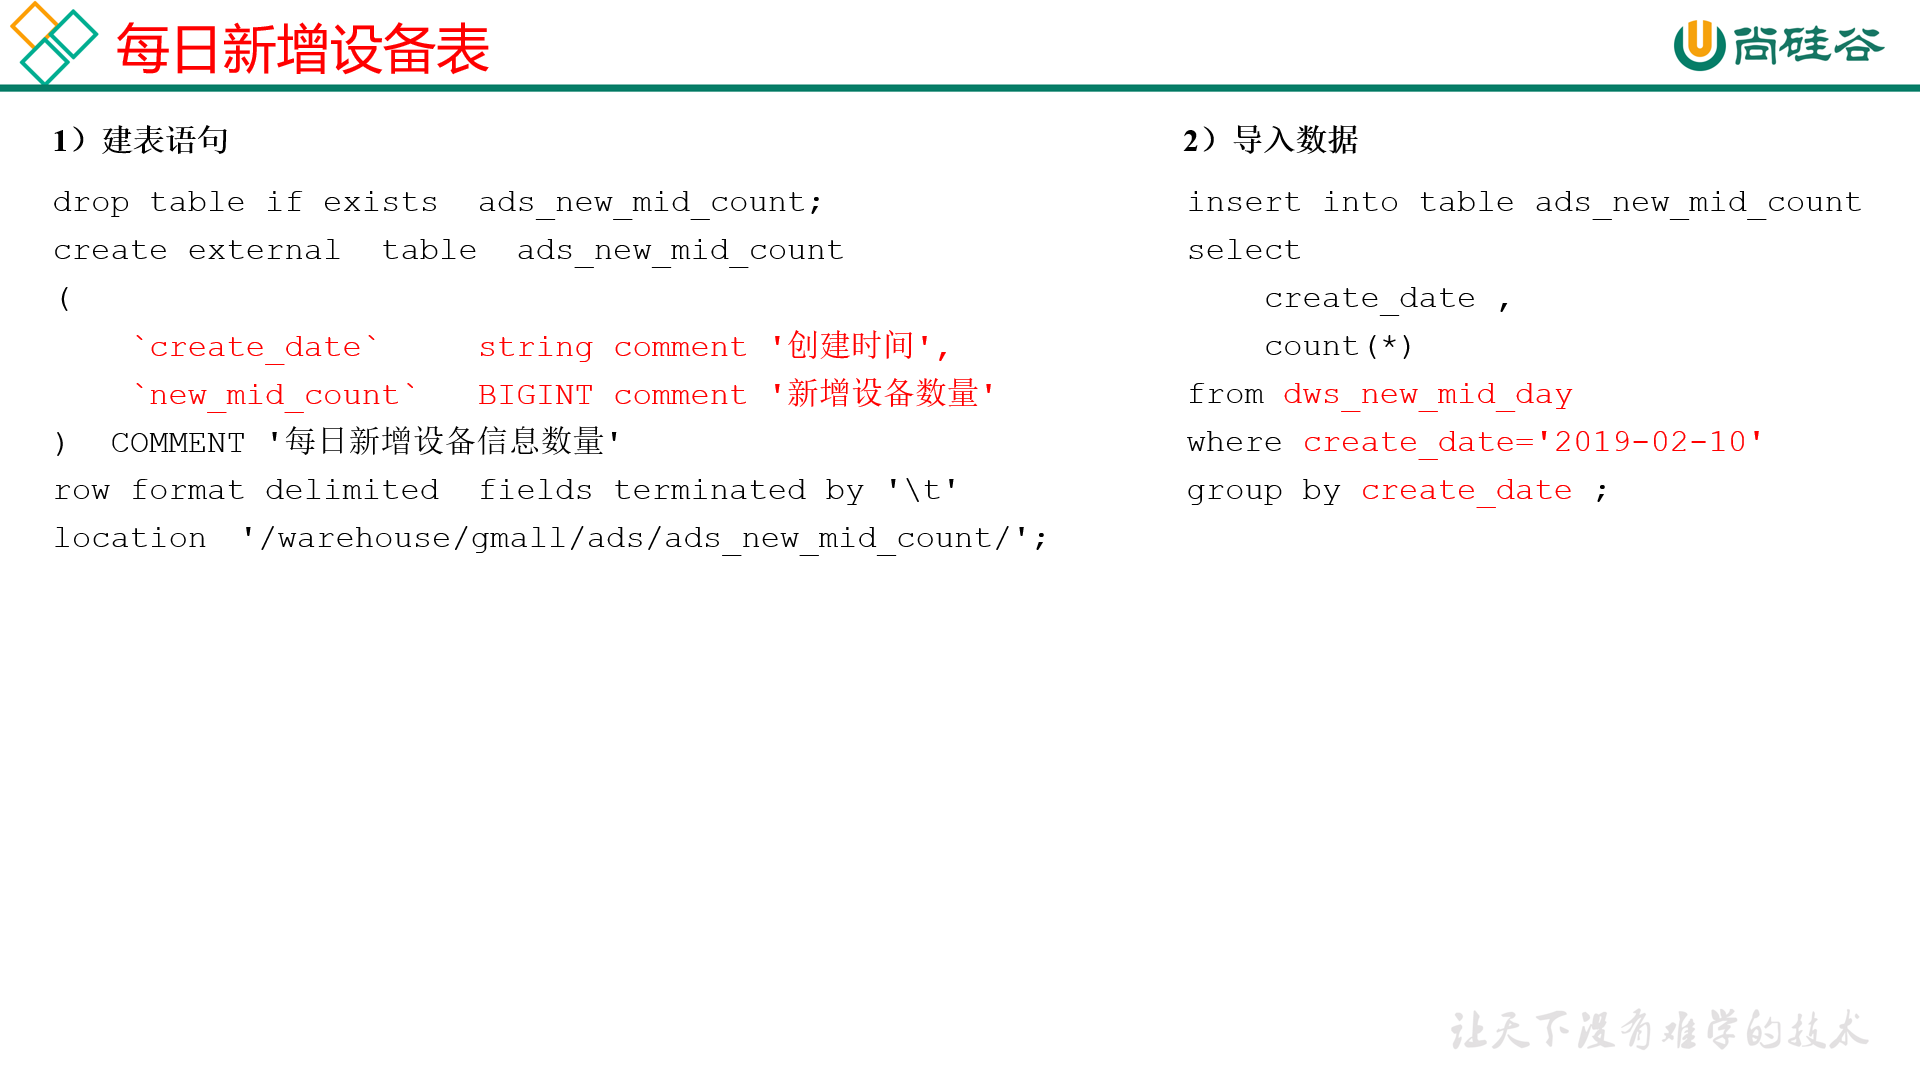 每日新增设备表
尚硅谷
1）建表语句
drop table if exists  ads_new_mid_count;
create external  table  ads_new_mid_count
(
    `create_date`     string comment '创建时间',
    `new_mid_count`   BIGINT comment '新增设备数量'
)  COMMENT '每日新增设备信息数量'
row format delimited  fields terminated by '\t'
location  '/warehouse/gmall/ads/ads_new_mid_count/';
2）导入数据
insert into table ads_new_mid_count
select
    create_date ,
    count(*)
from dws_new_mid_day
where create_date='2019-02-10'
group by create_date ;
让天下没有难学的技术